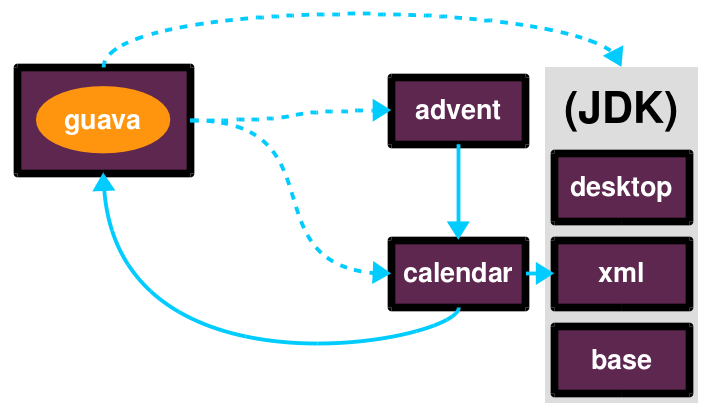 guava
advent
(JDK)
desktop
calendar
xml
base